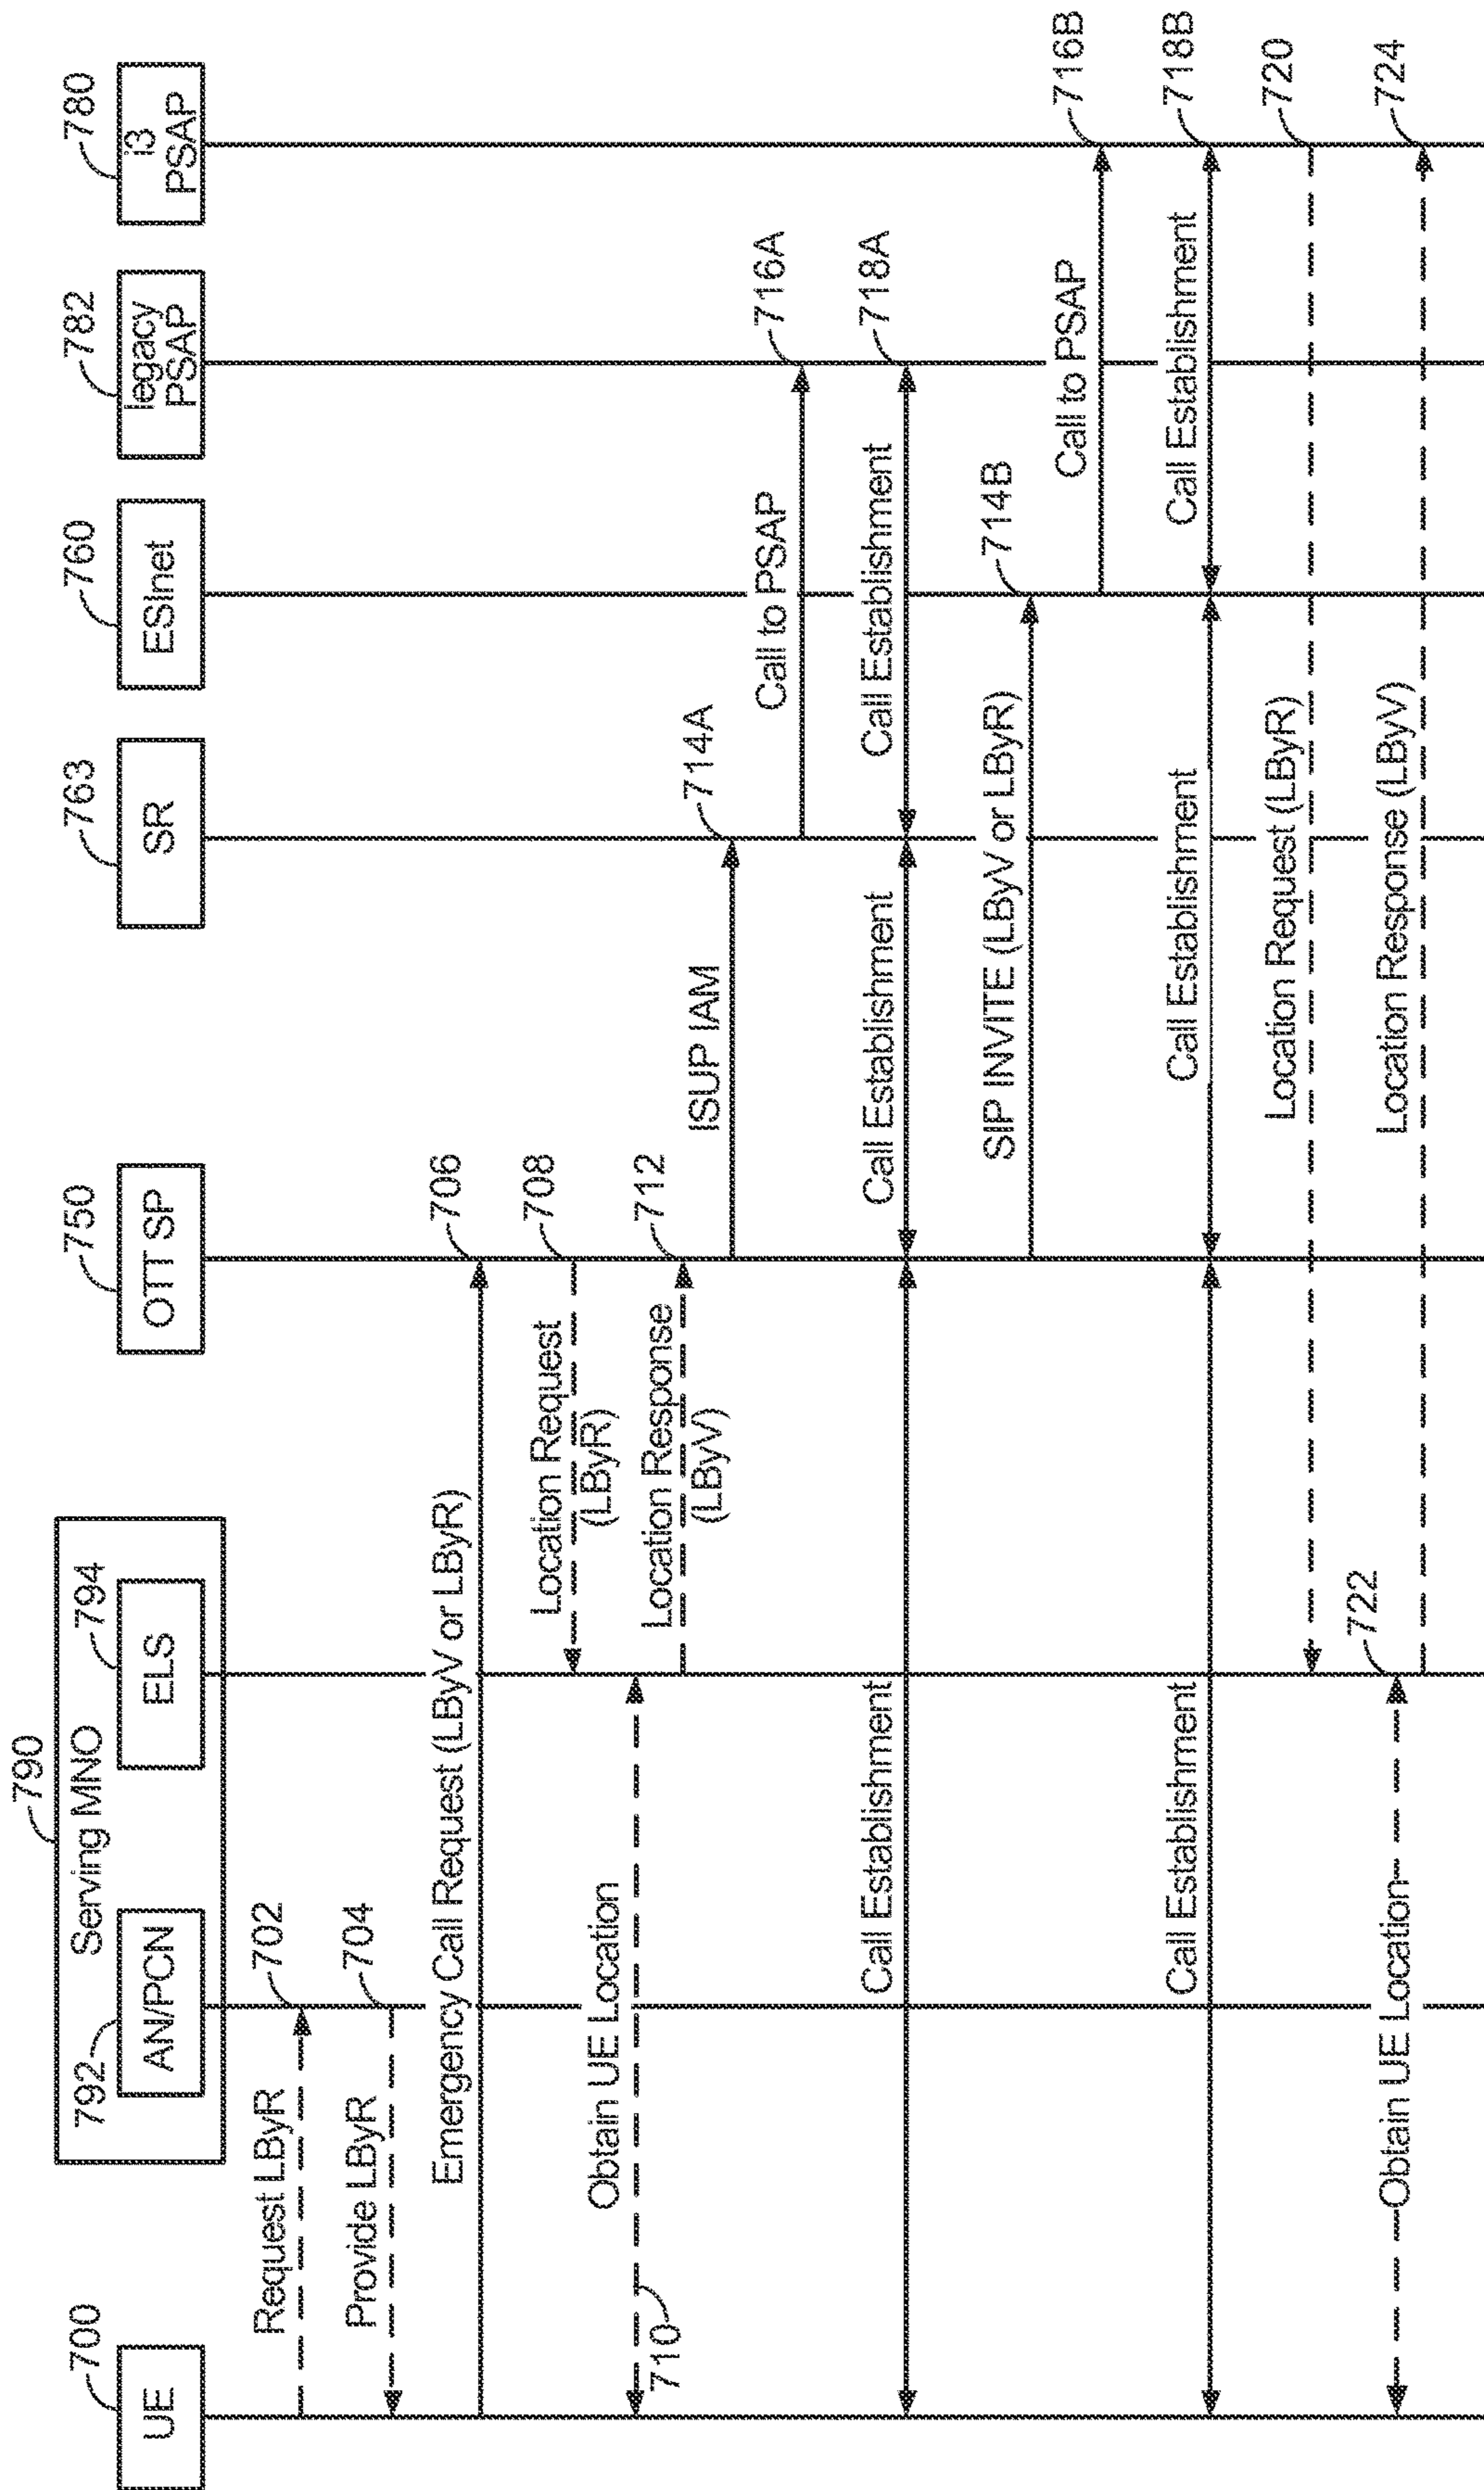 790
Serving MNO
700
UE
792
AN/PCN
794
ELS
750
OTT SP
763
SR
760
ESInet
782
legacy
PSAP
780
i3
PSAP
Request LByR
702
Provide LByR
704
Emergency Call Request (LByV or LByR)
706
Location Request
(LByR)
708
Obtain UE Location
710
Location Response
(LByV)
712
ISUP IAM
714A
Call to PSAP
716A
Call Establishment
Call Establishment
Call Establishment
718A
SIP INVITE (LByV or LByR)
714B
Call to PSAP
716B
Call Establishment
Call Establishment
Call Establishment
718B
Location Request (LByR)
720
Obtain UE Location
722
Location Response (LByV)
724